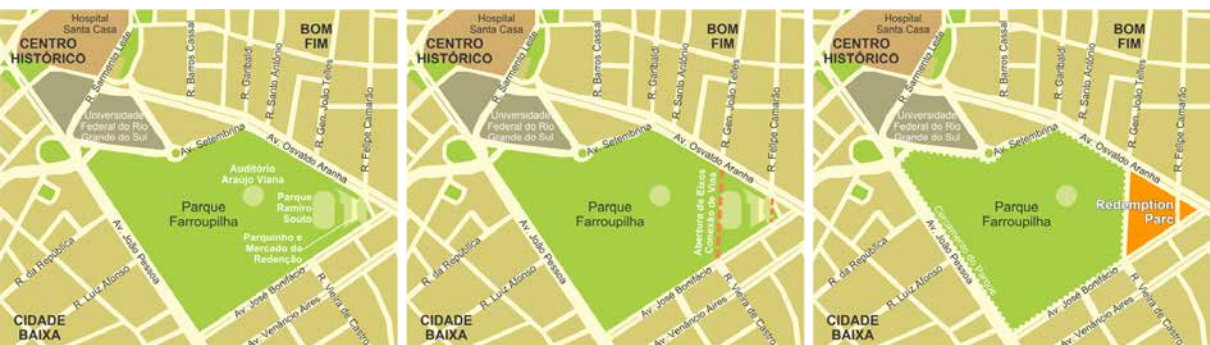 Hospital
Santa Casa
CENTRO
HISTÓRICO
R. Sarmento Leite
R. Barros Cassal
R. Garibaldi
R. Santo Antônio
BOM
FIM
R. Gen. João Telles
R. Felipe Camarão
Universidade
Federal do Rio
Grande do Sul
Av. Setembrina
Av. Osvaldo Aranha
Auditório
Araújo Viana
Parque
Farroupilha
Parque
Ramiro
Souto
Parquinho e
Mercado da
Redenção
Av. João Pessoa
R. da República
R. Luiz Afonso
Av. José Bonifácio
R. Vieira de Castro
Av. Venâncio Aires
CIDADE
BAIXA
Hospital
Santa Casa
CENTRO
HISTÓRICO
R. Sarmento Leite
R. Barros Cassal
R. Garibaldi
R. Santo Antônio
BOM
FIM
R. Gen. João Telles
R. Felipe Camarão
Universidade
Federal do Rio
Grande do Sul
Av. Setembrina
Av. Osvaldo Aranha
Parque
Farroupilha
Abertura de Eixos
Conexão de Vias
Av. João Pessoa
R. da República
R. Luiz Afonso
Av. José Bonifácio
R. Vieira de Castro
Av. Venâncio Aires
CIDADE
BAIXA
Hospital
Santa Casa
CENTRO
HISTÓRICO
R. Sarmento Leite
R. Barros Cassal
R. Garibaldi
R. Santo Antônio
BOM
FIM
R. Gen. João Telles
R. Felipe Camarão
Universidade
Federal do Rio
Grande do Sul
Av. Setembrina
Av. Osvaldo Aranha
Parque
Farroupilha
Redemption
Parc
Cercamento do Parque
Av. João Pessoa
R. da República
R. Luiz Afonso
Av. José Bonifácio
R. Vieira de Castro
Av. Venâncio Aires
CIDADE
BAIXA